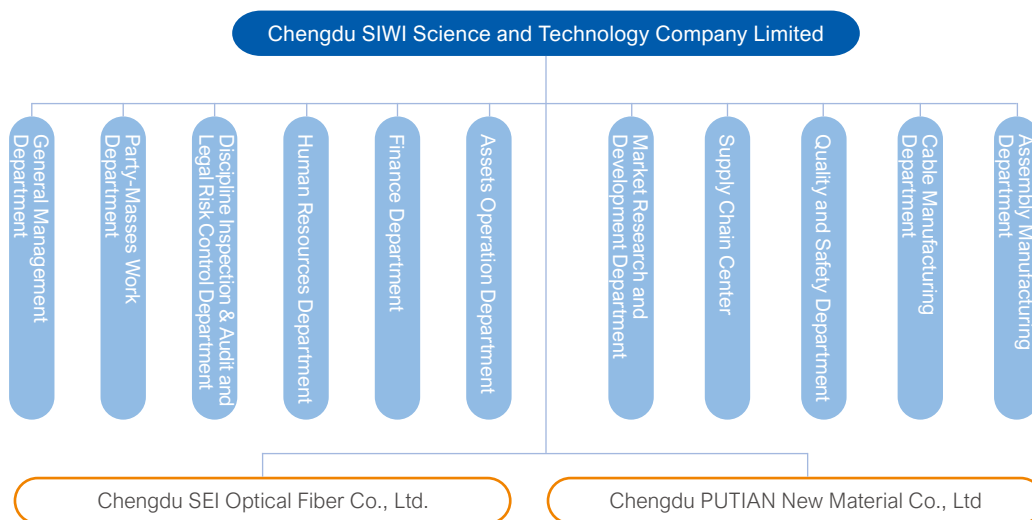 Chengdu SIWI Science and Technology Company Limited
General Management
Department
Party-Masses Work
Department
Discipline Inspection & Audit and
Legal Risk Control Department
Human Resources Department
Finance Department
Assets Operation Department
Market Research and
Development Department
Supply Chain Center
Quality and Safety Department
Cable Manufacturing
Department
Assembly Manufacturing
Department
Chengdu SEI Optical Fiber Co., Ltd.
Chengdu PUTIAN New Material Co., Ltd